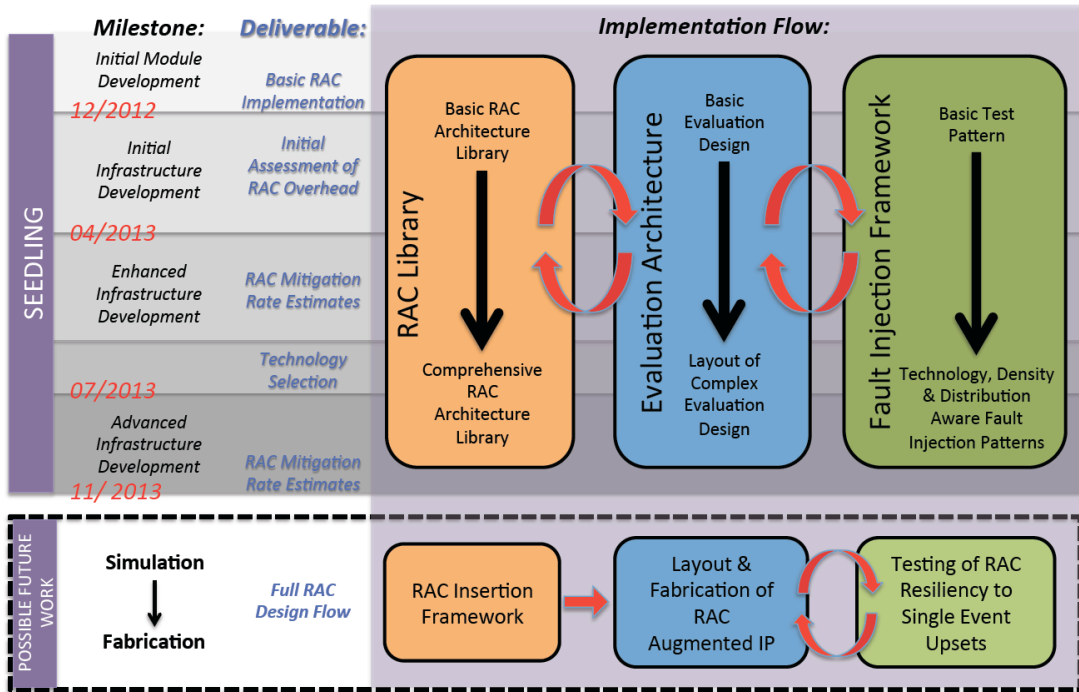 Milestone:
Deliverable:
Implementation Flow:
SEEDLING
Initial Module
Development
12/2012
Basic RAC
Implementation
Initial
Infrastructure
Development
04/2013
Initial
Assessment of
RAC Overhead
Enhanced
Infrastructure
Development
RAC Mitigation
Rate Estimates
Technology
Selection
07/2013
Advanced
Infrastructure
Development
11/ 2013
RAC Mitigation
Rate Estimates
RAC Library
Basic RAC
Architecture
Library
Comprehensive
RAC
Architecture
Library
Evaluation Architecture
Basic
Evaluation
Design
Layout of
Complex
Evaluation
Design
Fault Injection Framework
Basic Test
Pattern
Technology, Density
& Distribution
Aware Fault
Injection Patterns
POSSIBLE FUTURE
WORK
Simulation
Fabrication
Full RAC
Design Flow
RAC Insertion
Framework
Layout &
Fabrication of
RAC
Augmented IP
Testing of RAC
Resiliency to
Single Event
Upsets